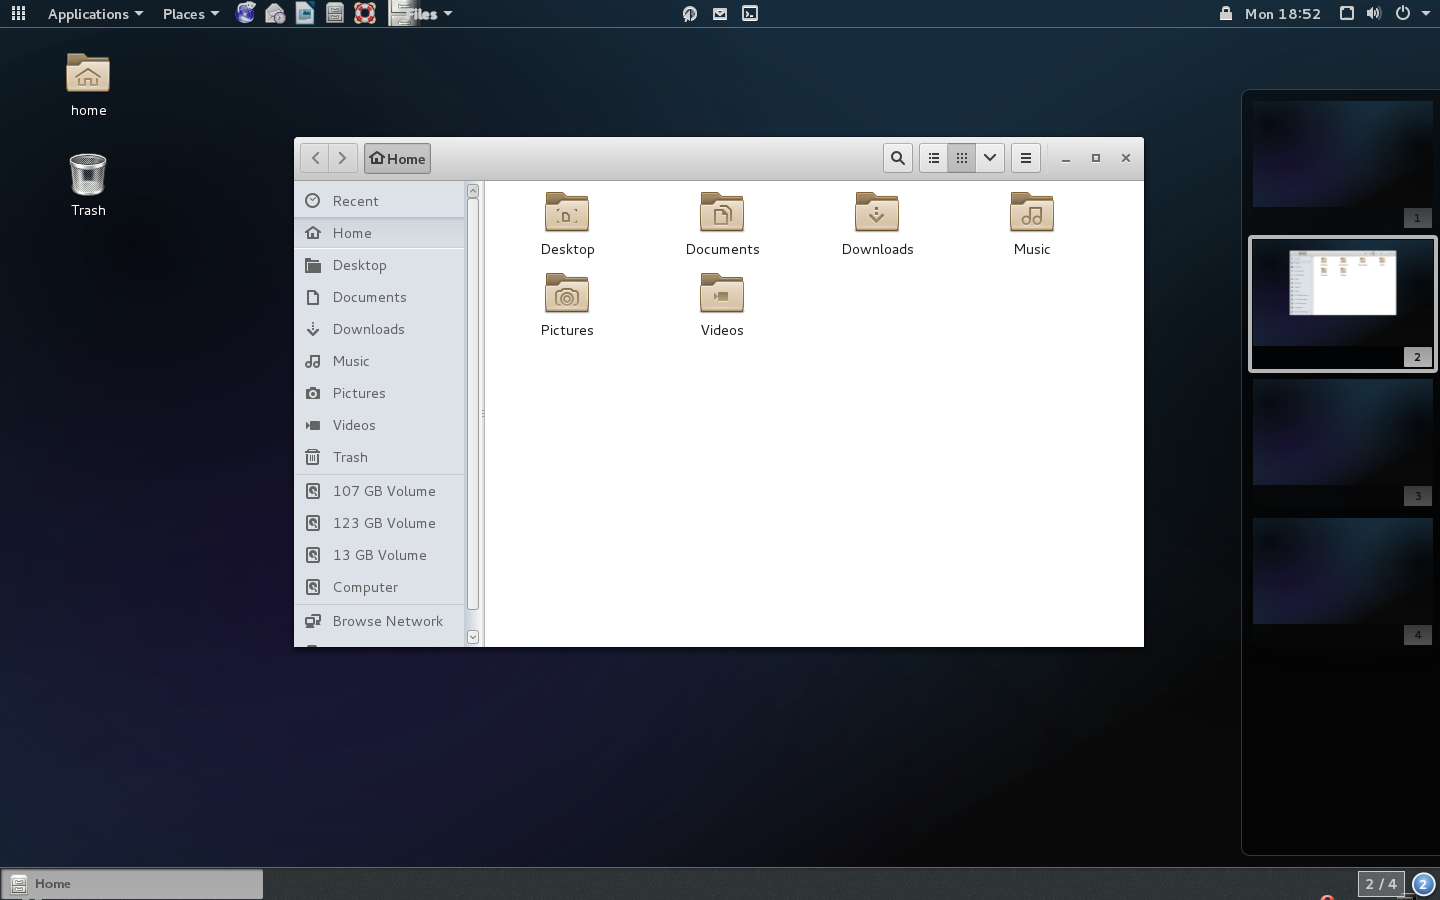 Applications
Places
Files
Mon 18:52
home
Trash
Home
Recent
Home
Desktop
Documents
Downloads
Music
Pictures
Videos
Trash
107 GB Volume
123 GB Volume
13 GB Volume
Computer
Browse Network
Desktop
Documents
Downloads
Music
Pictures
Videos
1
2
3
4
Home
2 / 4
2